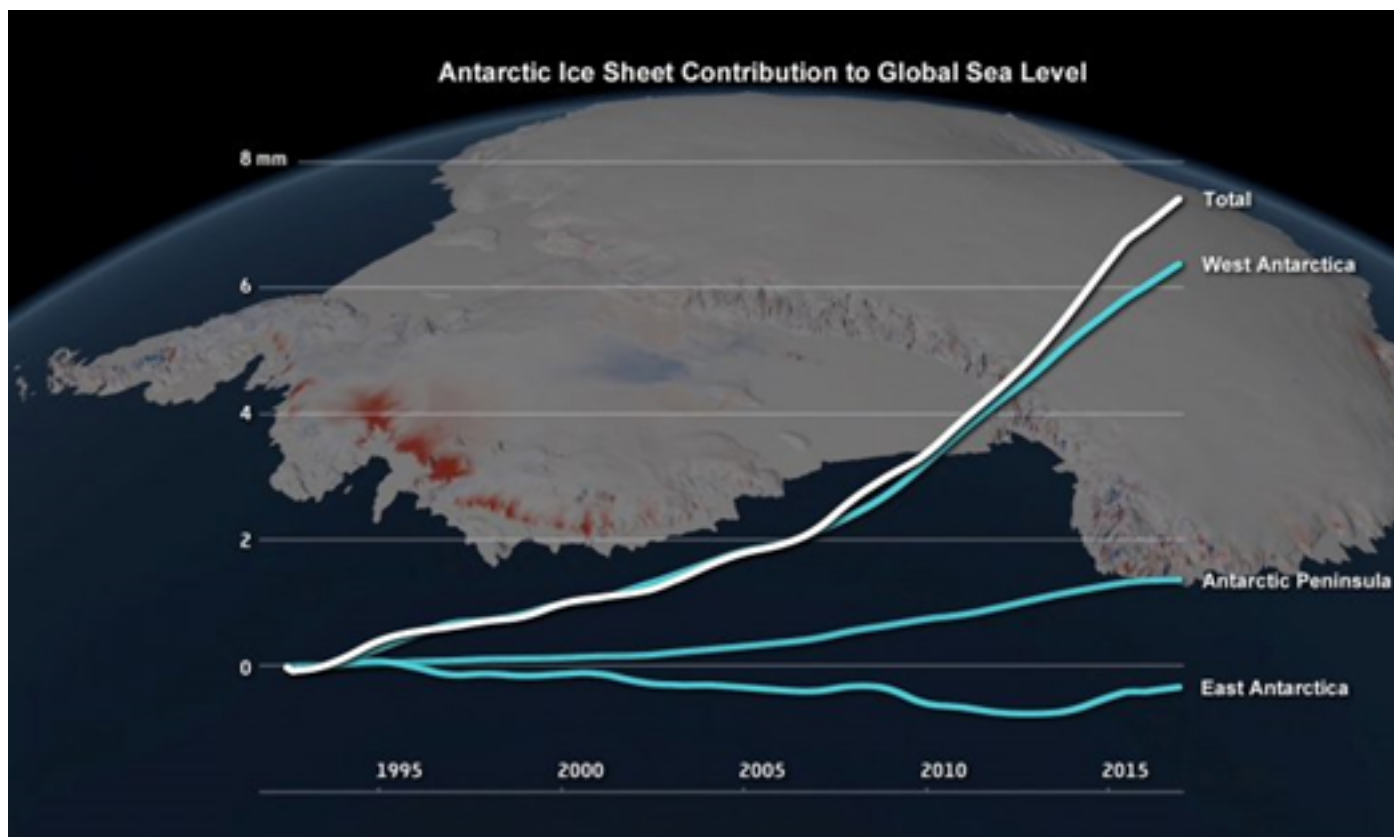 Antarctic Ice Sheet Contribution to Global Sea Level
8 mm
Total
West Antarctica
6
4
2
Antarctic Peninsula
0
East Antarctica
1995 2000 2005 2010 2015